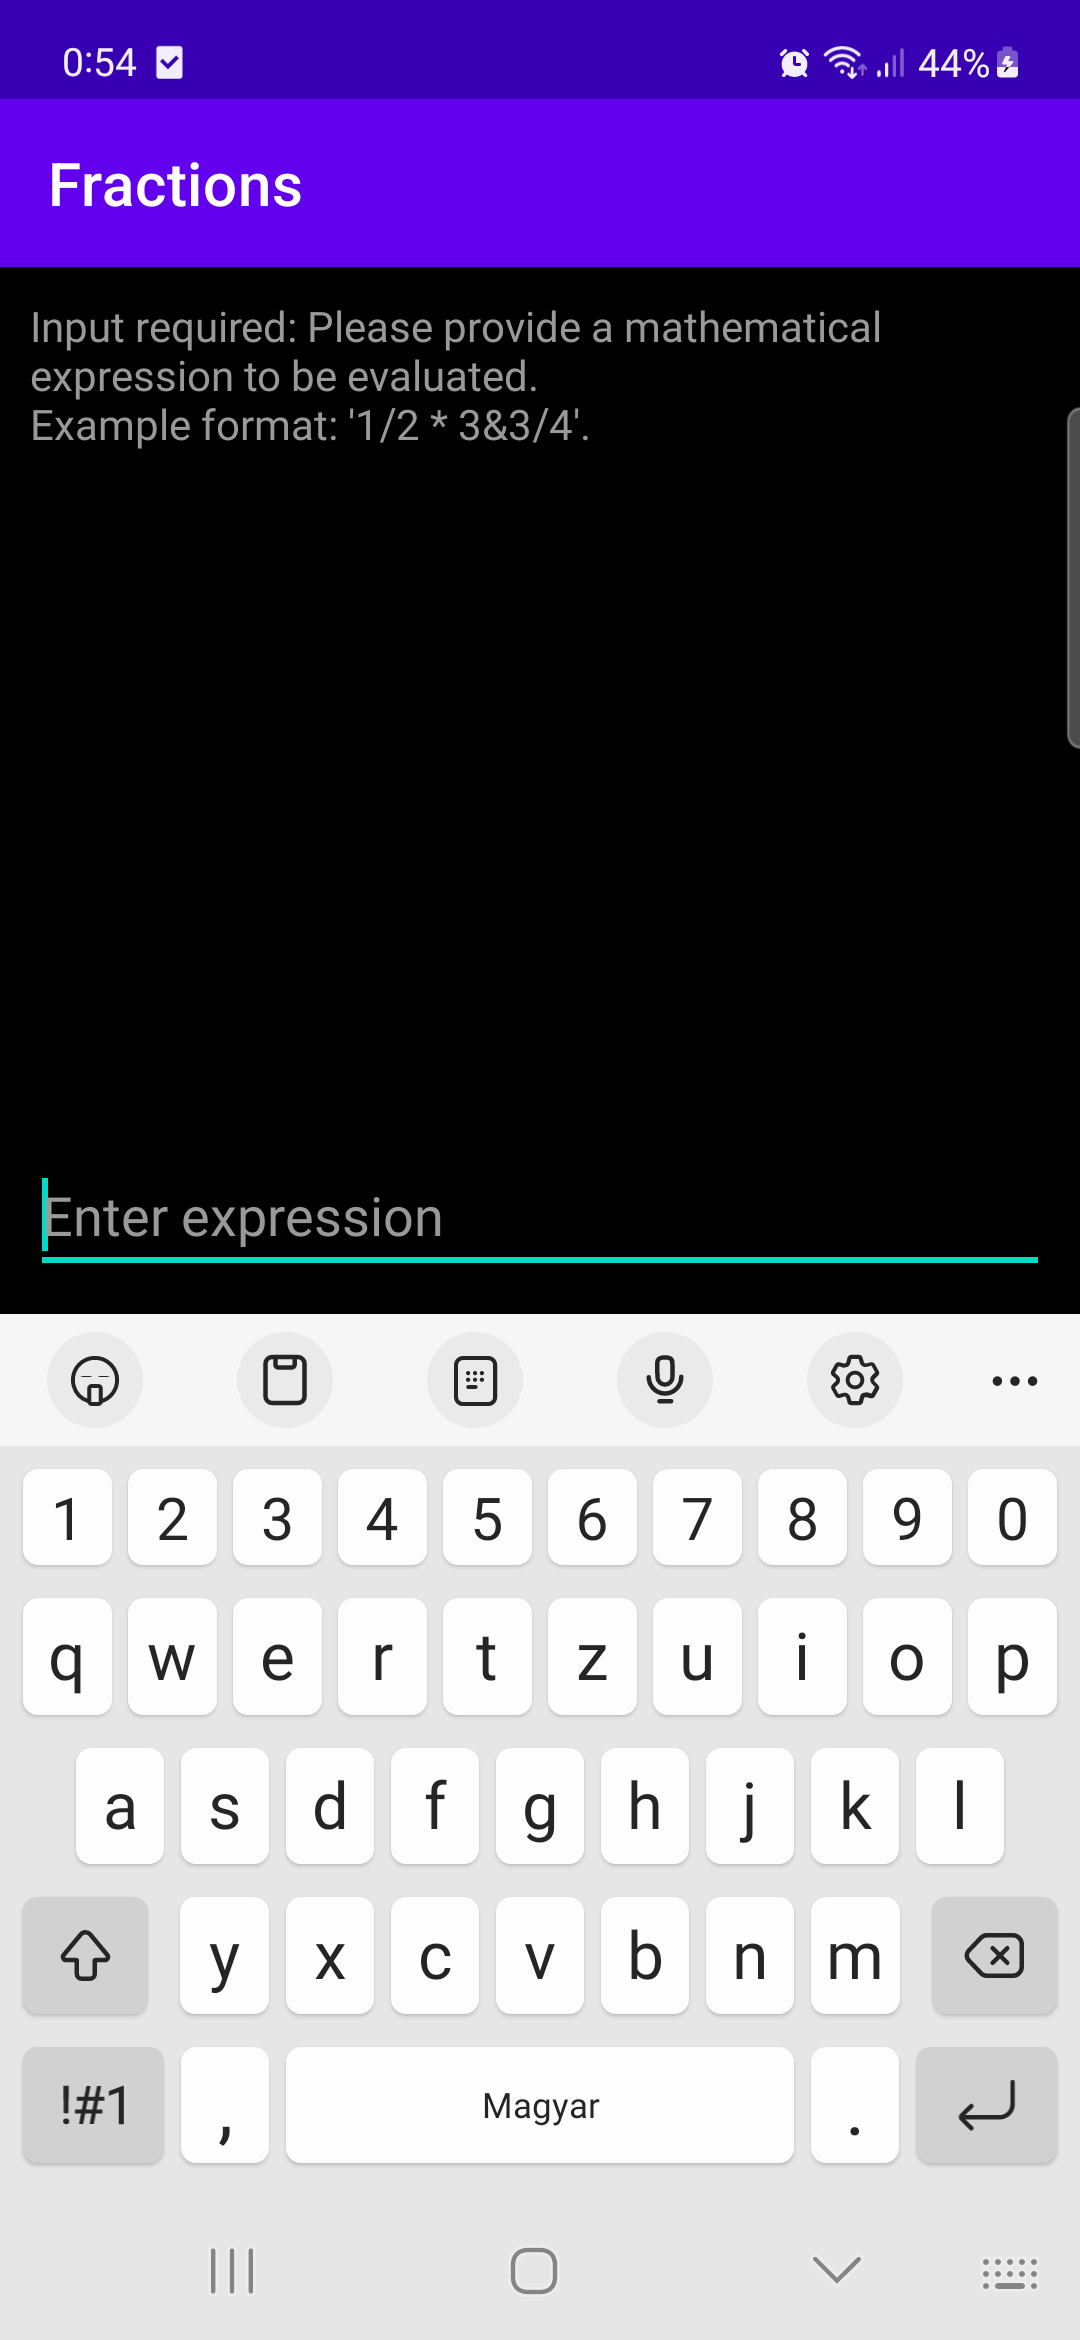 0:54 44%
Fractions
Input required: Please provide a mathematical
expression to be evaluated.
Example format: '1/2 * 3&3/4'.
Enter expression
1 2 3 4 5 6 7 8 9 0
q w e r t z u i o p
a s d f g h j k l
y x c v b n m
!#1 , Magyar .